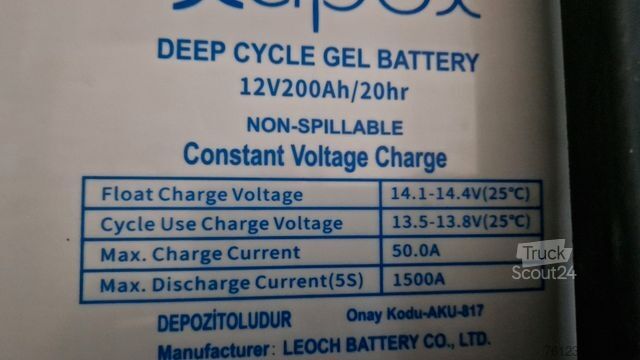 DEEP CYCLE GEL BATTERY
12V200Ah/20hr
NON-SPILLABLE
Constant Voltage Charge
Float Charge Voltage 14.1-14.4V(25℃)
Cycle Use Charge Voltage 13.5-13.8V(25℃)
Max. Charge Current 50.0A
Max. Discharge Current(5S) 1500A
Truck
Scout24
DEPOZİTOLUDUR Onay Kodu-AKU-817
Manufacturer: LEOCH BATTERY CO., LTD.